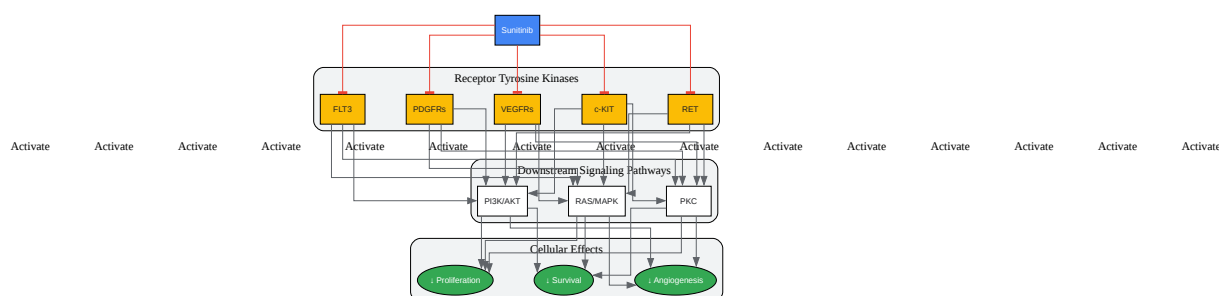 Sunitinib
Receptor Tyrosine Kinases
FLT3 PDGFRs VEGFRs c-KIT RET
Activate Activate Activate Activate Activate Activate Activate Activate Activate Activate Activate Activate Activate Activate Activate
Downstream Signaling Pathways
PI3K/AKT RAS/MAPK PKC
Cellular Effects
↓ Proliferation ↓ Survival ↓ Angiogenesis